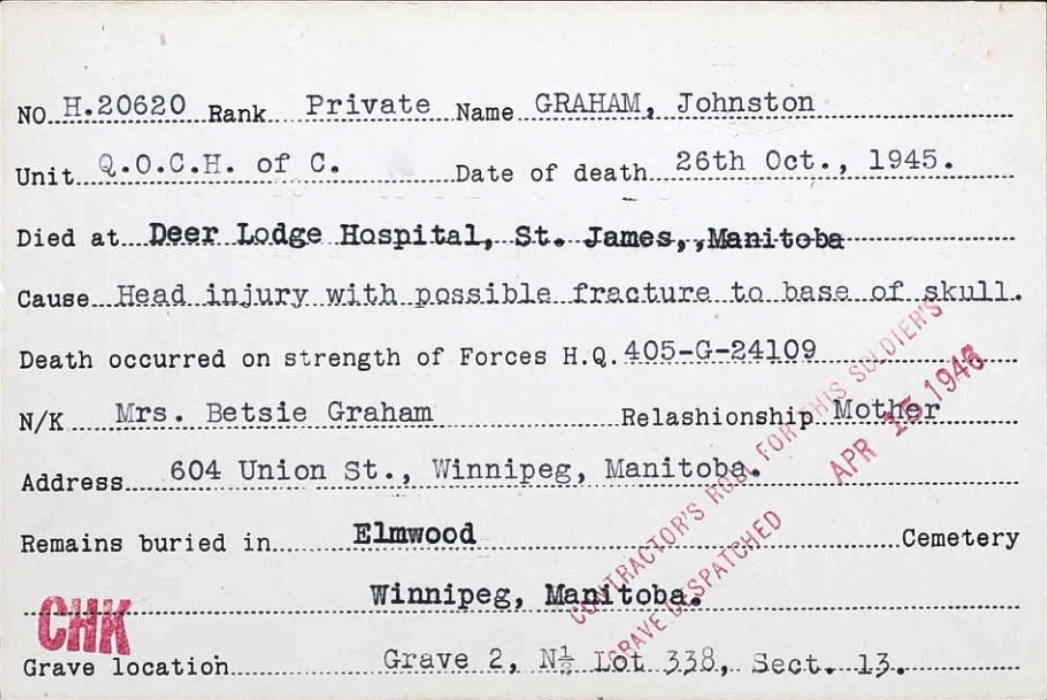 NO. H.20620 Rank Private Name GRAHAM, Johnston
Unit Q.O.C.H. of C. Date of death 26th Oct., 1945.
Died at Deer Lodge Hospital, St. James,,Manitoba
Cause Head injury with possible fracture to base of skull.
Death occurred on strength of Forces H.Q. 405-G-24109
N/K Mrs. Betsie Graham Relashionship Mother
Address 604 Union St., Winnipeg, Manitoba.
Remains buried in Elmwood Cemetery
Winnipeg, Manitoba.
Grave location Grave 2, N½ Lot 338, Sect. 13.
CHK
CONTRACTOR'S FOR THIS SOLDIER'S
GRAVE DESPATCHED APR 15 1948